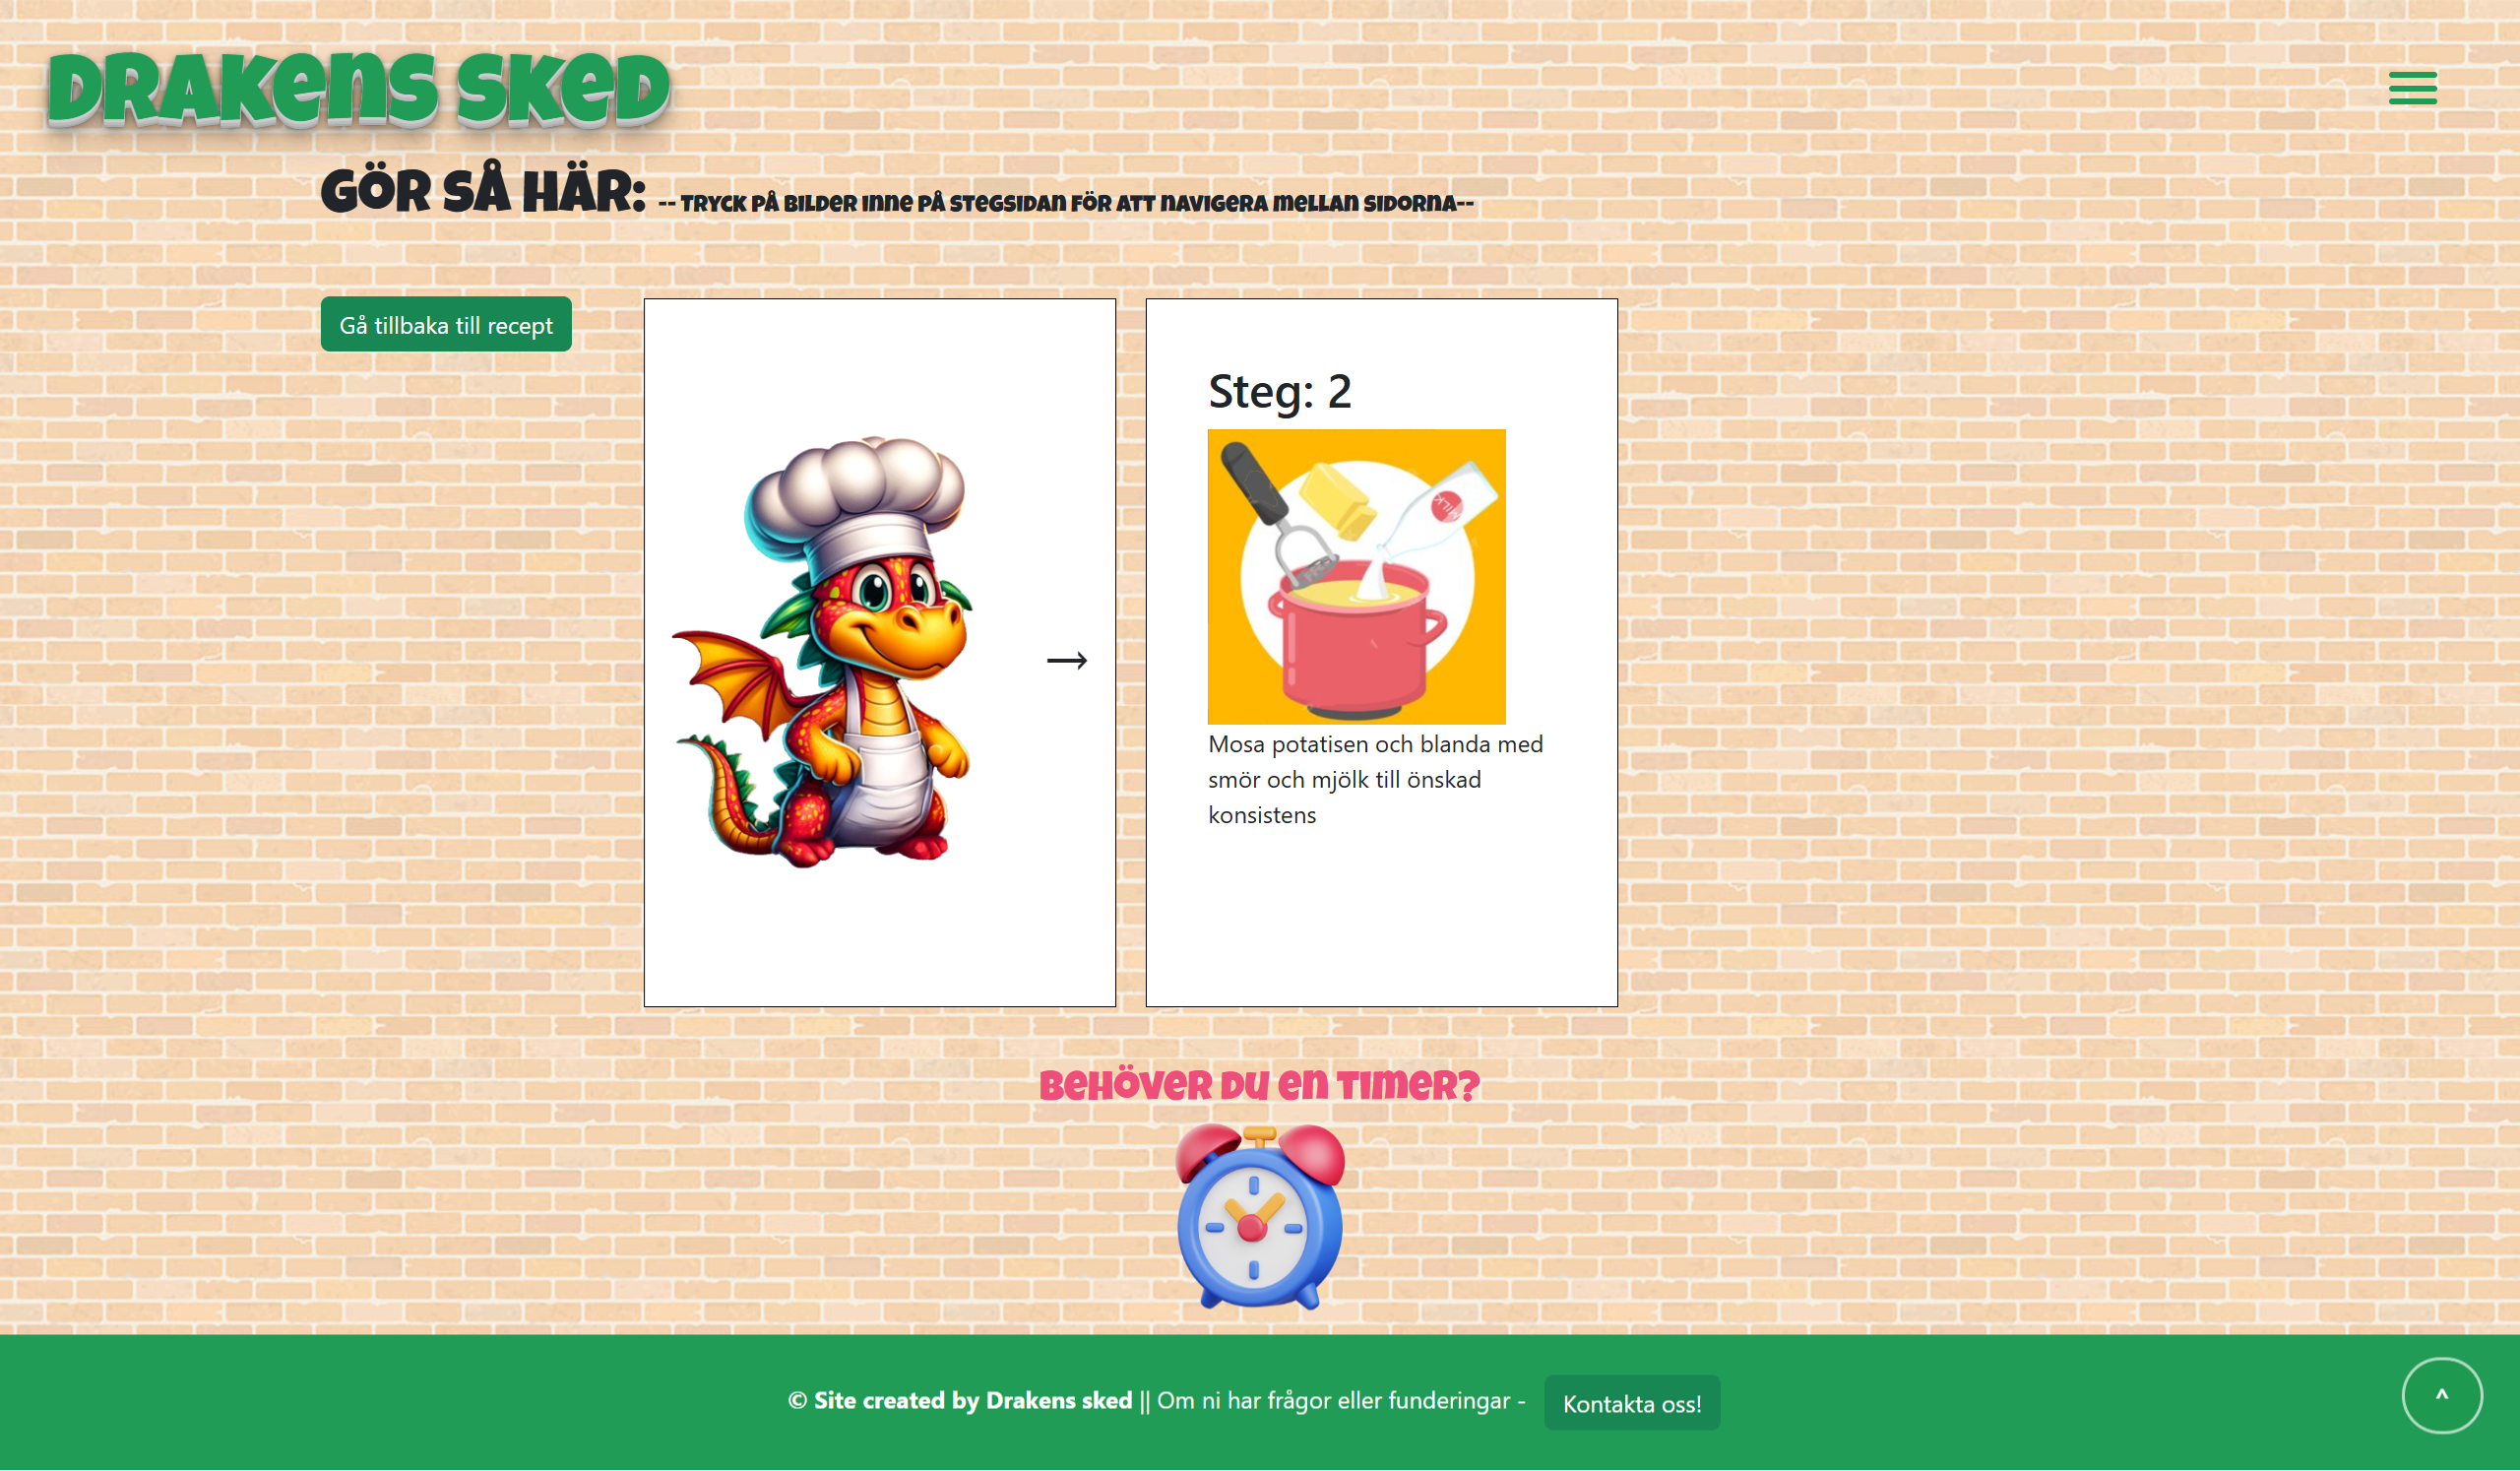 DRAKENS SKED
GÖR SÅ HÄR: -- TRYCK PÅ BILDER INNE PÅ STEGSIDAN FÖR ATT NAVIGERA MELLAN SIDORNA--
Gå tillbaka till recept
→
Steg: 2
MILK
Mosa potatisen och blanda med
smör och mjölk till önskad
konsistens
BEHÖVER DU EN TIMER?
© Site created by Drakens sked || Om ni har frågor eller funderingar - Kontakta oss!
^